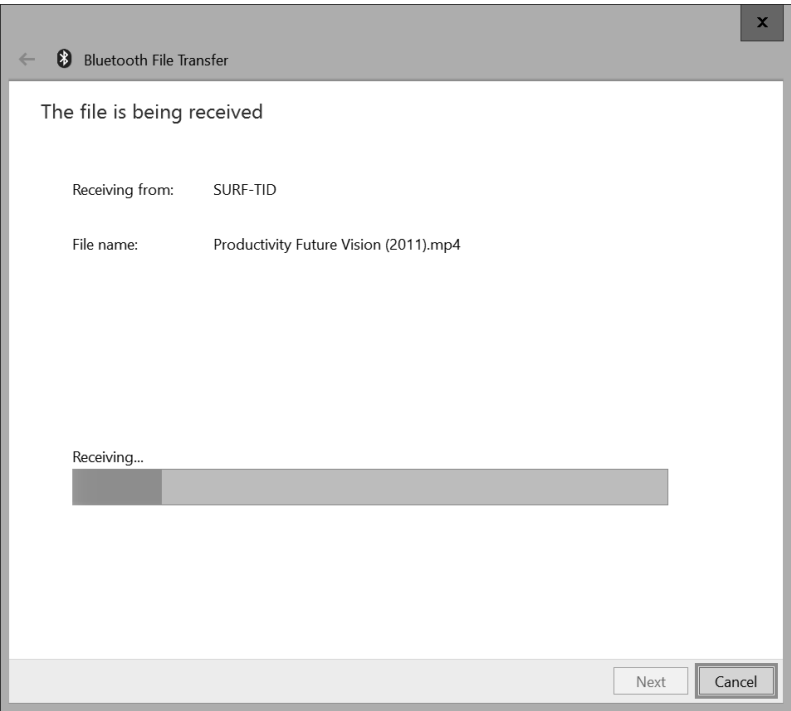 x
Bluetooth File Transfer
The file is being received
Receiving from: SURF-TID
File name: Productivity Future Vision (2011).mp4
Receiving...
Next Cancel